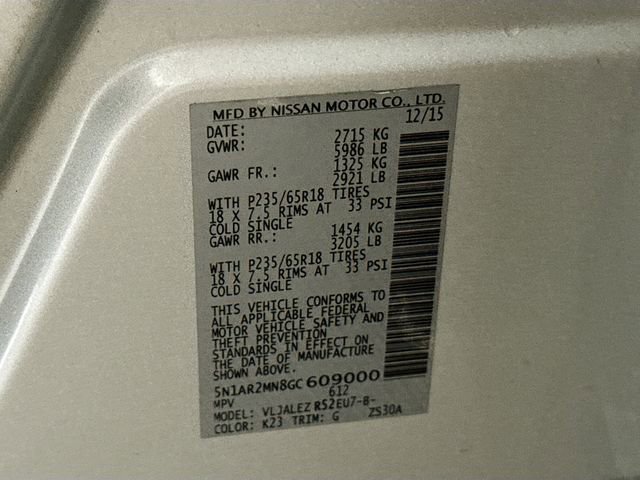 MFD BY NISSAN MOTOR CO., LTD.
DATE: 12/15
GVWR: 2715 KG
5986 LB
GAWR FR.: 1325 KG
2921 LB
WITH P235/65R18 TIRES
18 X 7.5 RIMS AT 33 PSI
COLD SINGLE
GAWR RR.: 1454 KG
3205 LB
WITH P235/65R18 TIRES
18 X 7.5 RIMS AT 33 PSI
COLD SINGLE
THIS VEHICLE CONFORMS TO
ALL APPLICABLE FEDERAL
MOTOR VEHICLE SAFETY AND
THEFT PREVENTION
STANDARDS IN EFFECT ON
THE DATE OF MANUFACTURE
SHOWN ABOVE.
5N1AR2MN8GC609000
MPV 612
MODEL: VLJALEZ R52EU7-B-
COLOR: K23 TRIM: G ZS30A